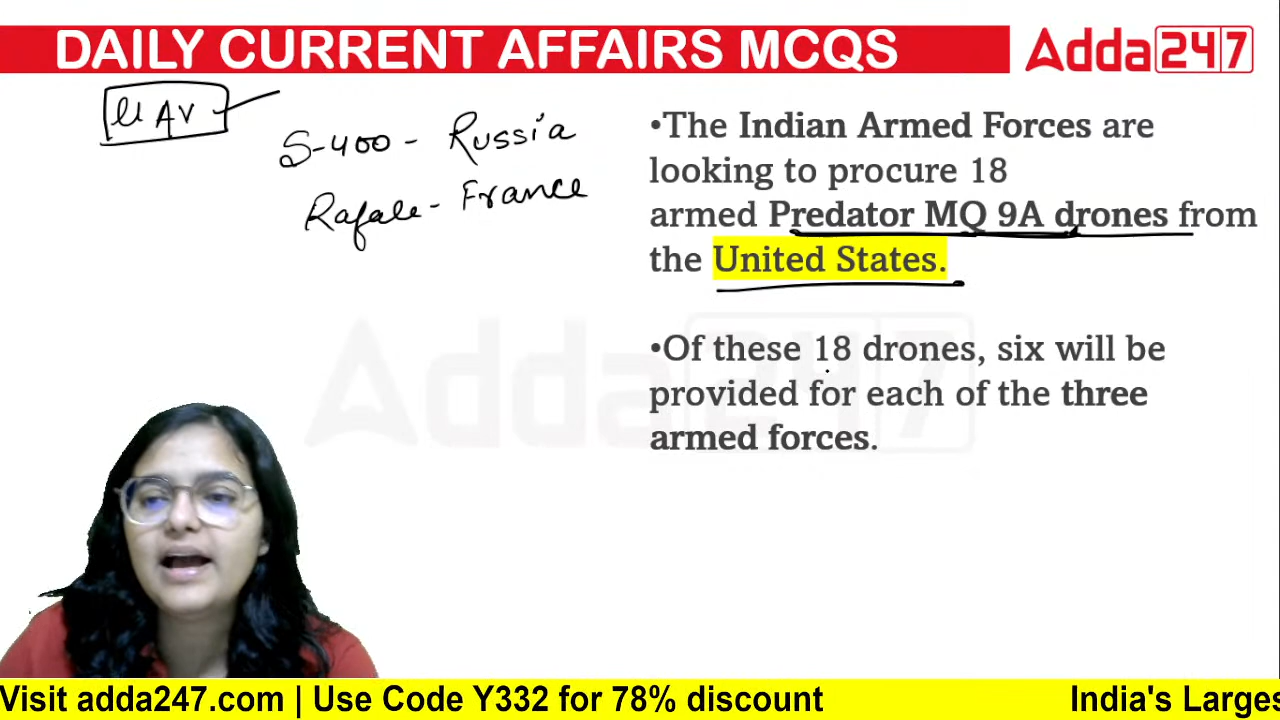 DAILY CURRENT AFFAIRS MCQS
Adda247
UAV
S-400 - Russia
Rafale - France
•The Indian Armed Forces are
looking to procure 18
armed Predator MQ 9A drones from
the United States.
•Of these 18 drones, six will be
provided for each of the three
armed forces.
Adda247
Visit adda247.com | Use Code Y332 for 78% discount
India's Larges